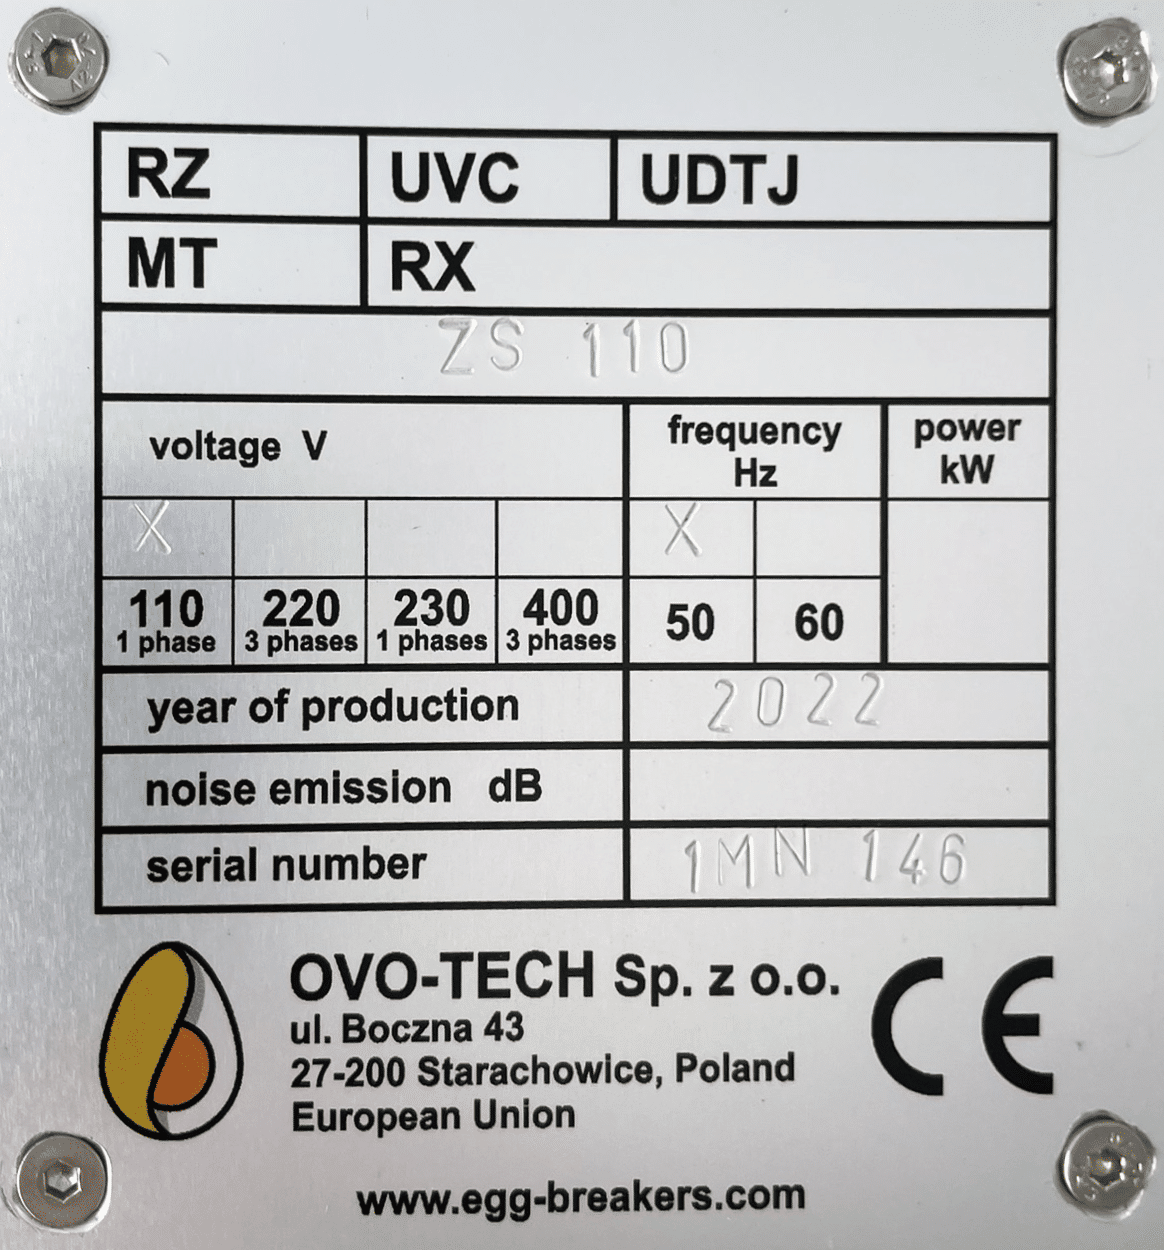 RZ UVC UDTJ
MT RX
ZS 110
voltage V frequency Hz power kW
X X
110 220 230 400 50 60
1 phase 3 phases 1 phases 3 phases
year of production 2022
noise emission dB
serial number 1MN 146
OVO-TECH Sp. z o.o.
ul. Boczna 43
27-200 Starachowice, Poland
European Union
CE
www.egg-breakers.com